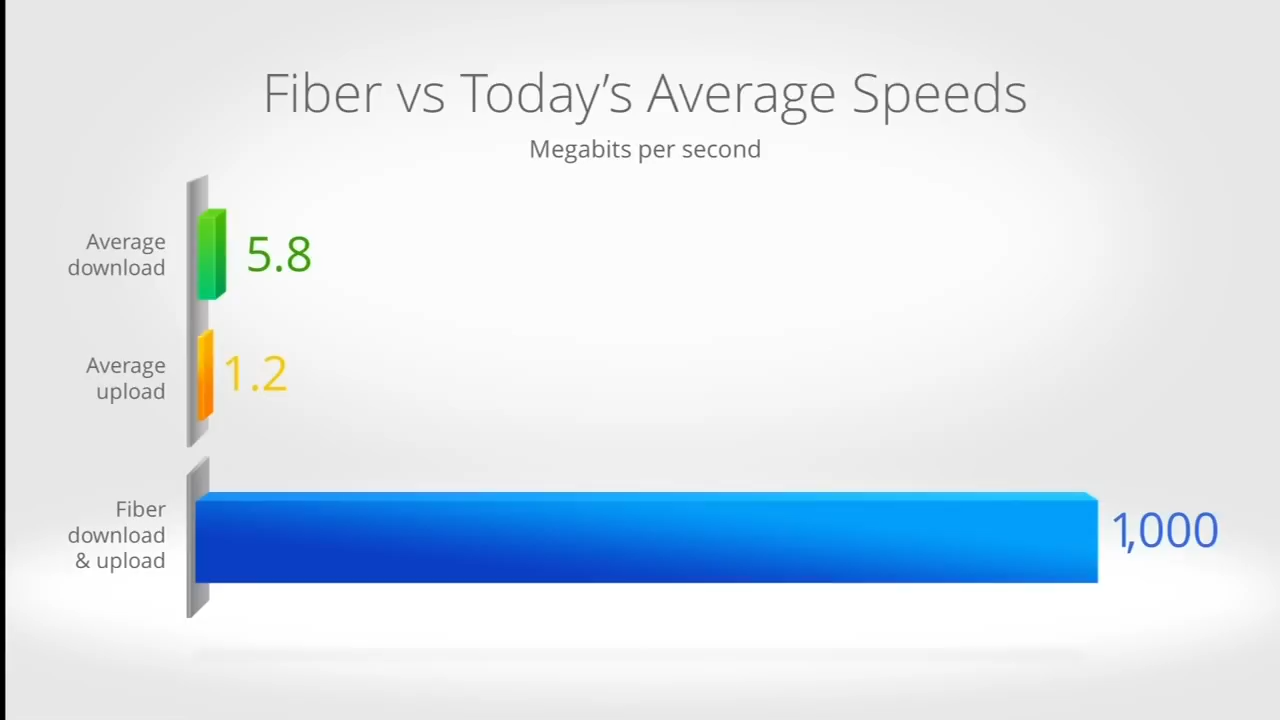 Fiber vs Today’s Average Speeds
Megabits per second
Average
download
5.8
Average
upload
1.2
Fiber
download
& upload
1,000